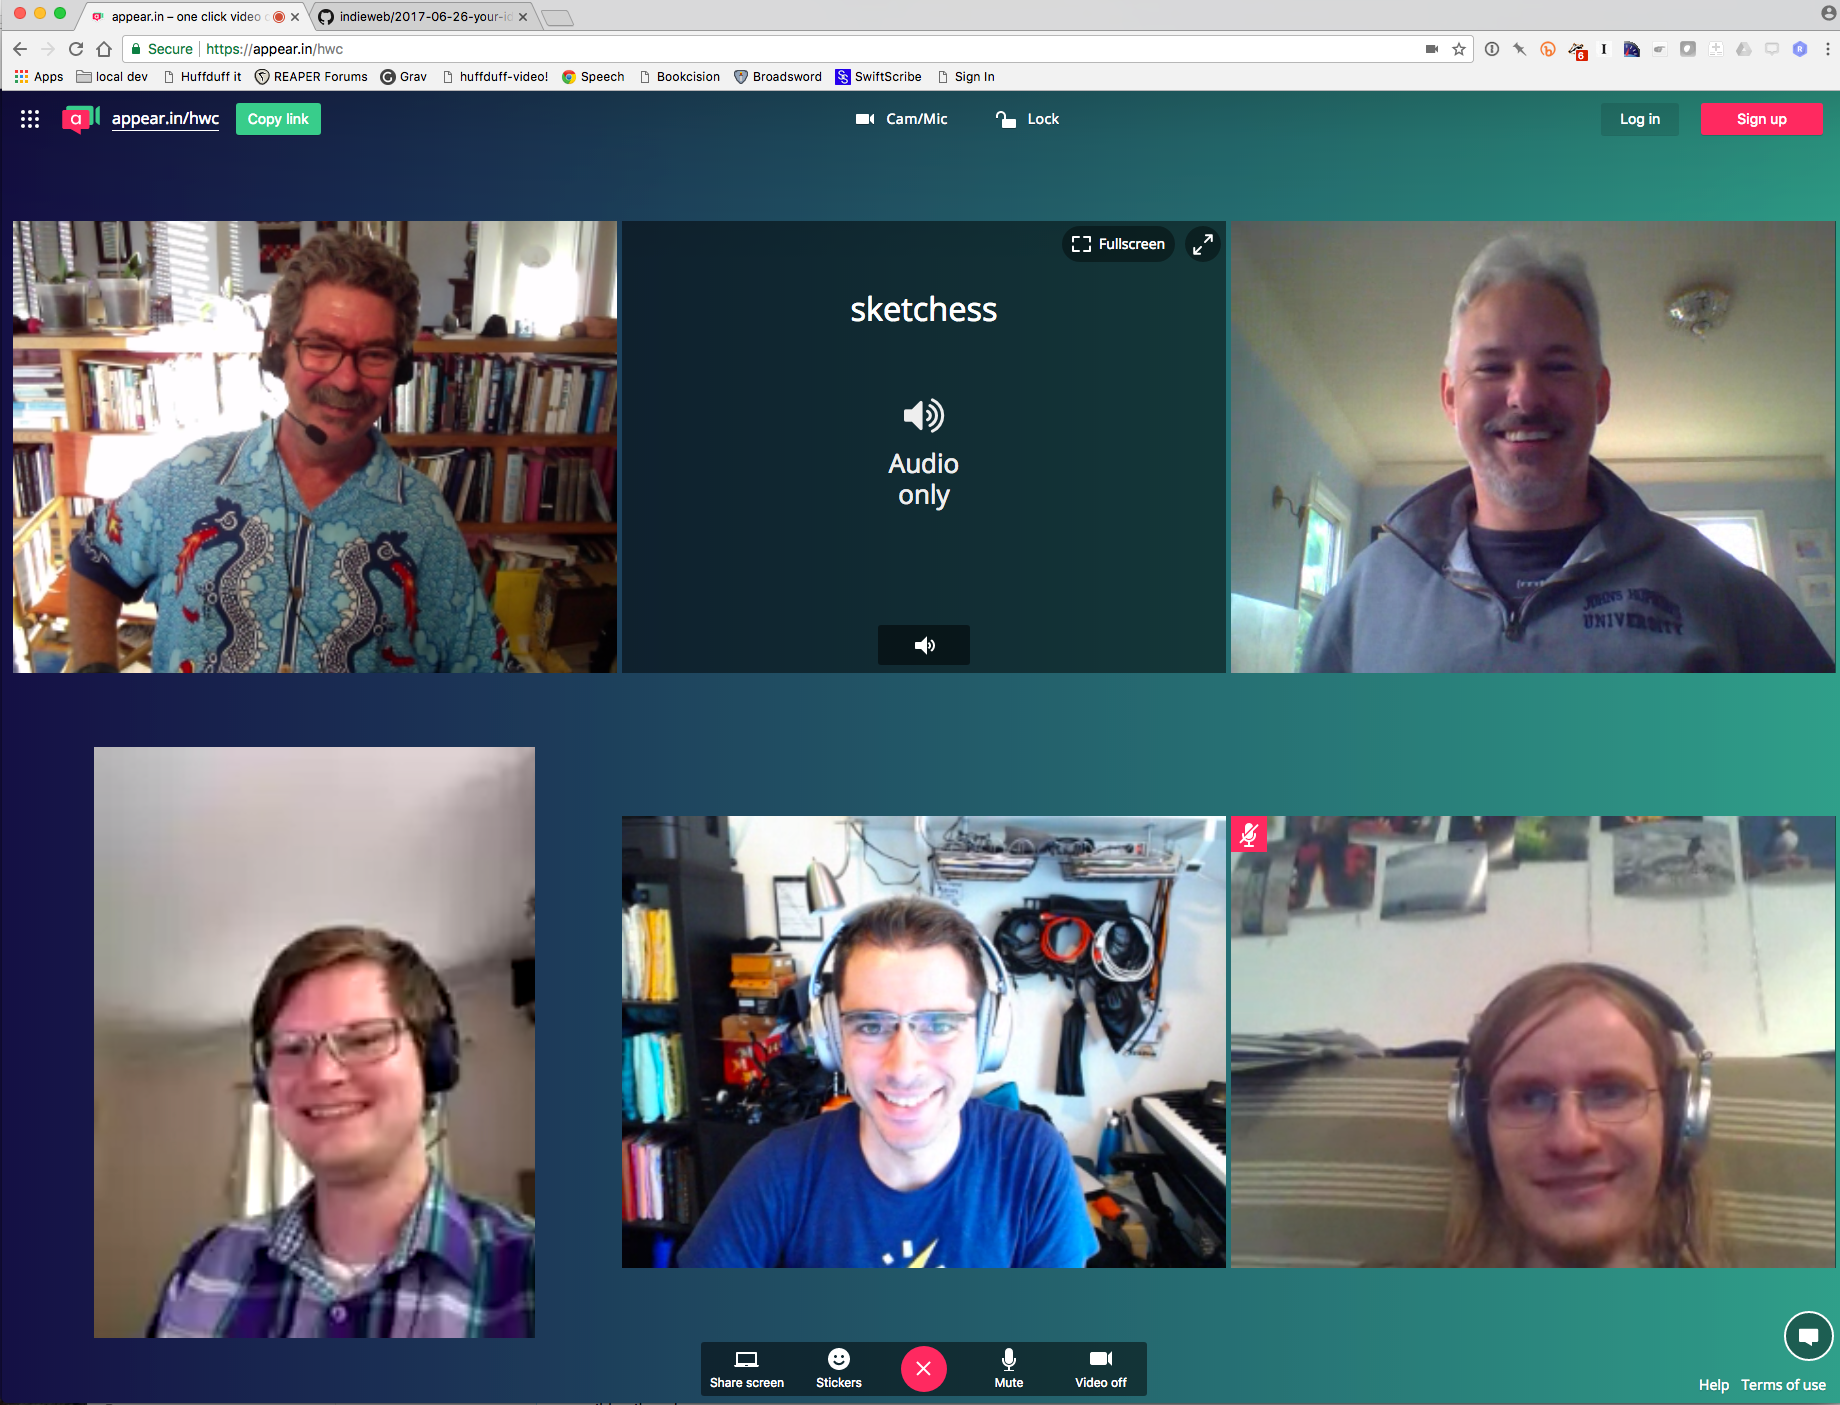 appear.in – one click video c
indieweb/2017-06-26-your-id
Secure
https://appear.in/hwc
6
Apps
local dev
Huffduff it
REAPER Forums
Grav
huffduff-video!
Speech
Bookcision
Broadsword
SwiftScribe
Sign In
appear.in/hwc
Copy link
Cam/Mic
Lock
Log in
Sign up
Fullscreen
sketchess
Audio
only
JOHNS HOPKINS
UNIVERSITY
Share screen
Stickers
Mute
Video off
Help
Terms of use